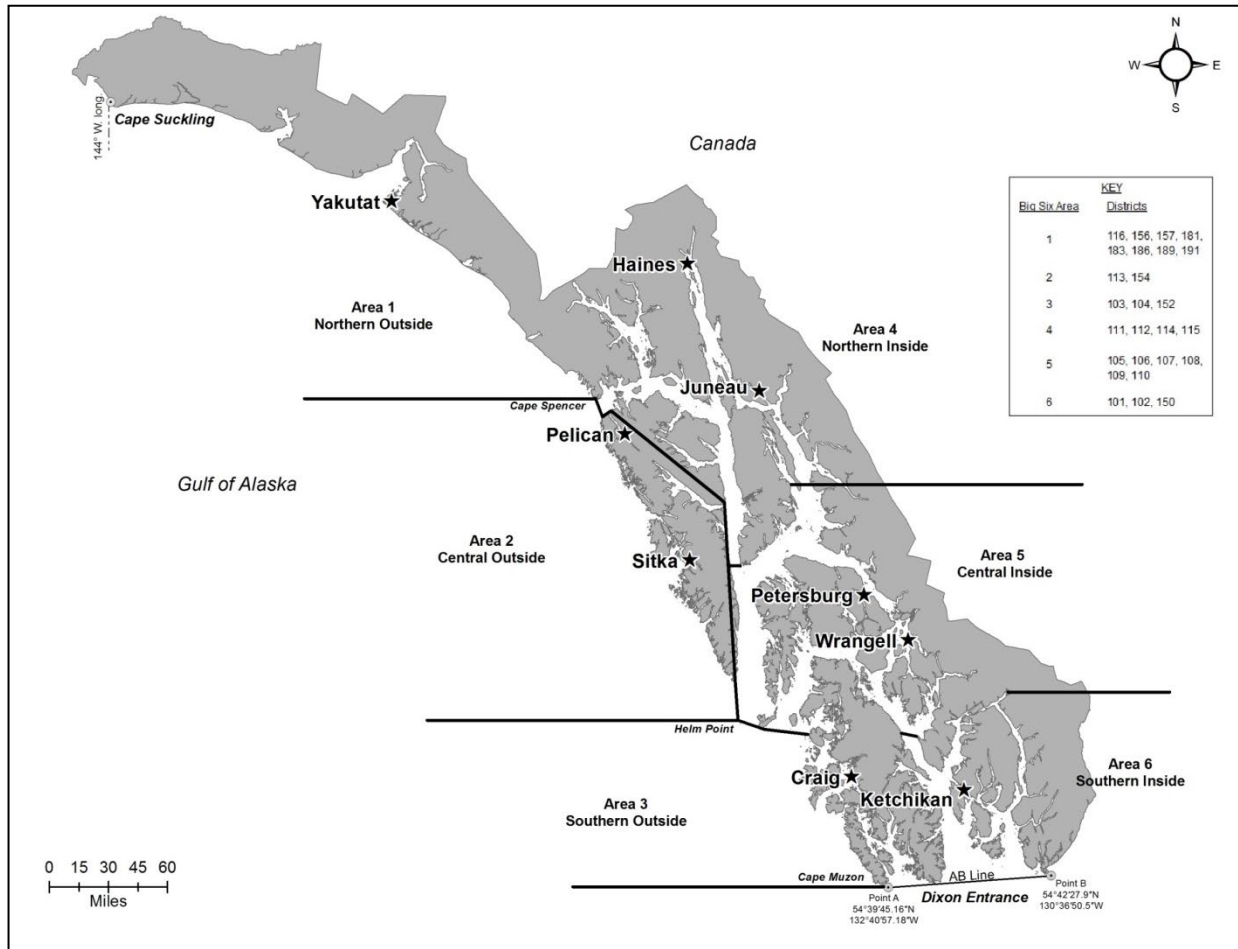 N
W E
S
144° W. long.
Cape Suckling
Canada
Yakutat
KEY
Big Six Area Districts
1 116, 156, 157, 181,
183, 186, 189, 191
2 113, 154
3 103, 104, 152
4 111, 112, 114, 115
5 105, 106, 107, 108,
109, 110
6 101, 102, 150
Haines
Area 1
Northern Outside
Area 4
Northern Inside
Juneau
Cape Spencer
Pelican
Gulf of Alaska
Area 2
Central Outside
Sitka
Area 5
Central Inside
Petersburg
Wrangell
Helm Point
Craig
Ketchikan
Area 6
Southern Inside
Area 3
Southern Outside
0 15 30 45 60
Miles
Cape Muzon
AB Line
Point A
54°39'45.16"N
132°40'57.18"W
Dixon Entrance
Point B
54°42'27.9"N
130°36'50.5"W